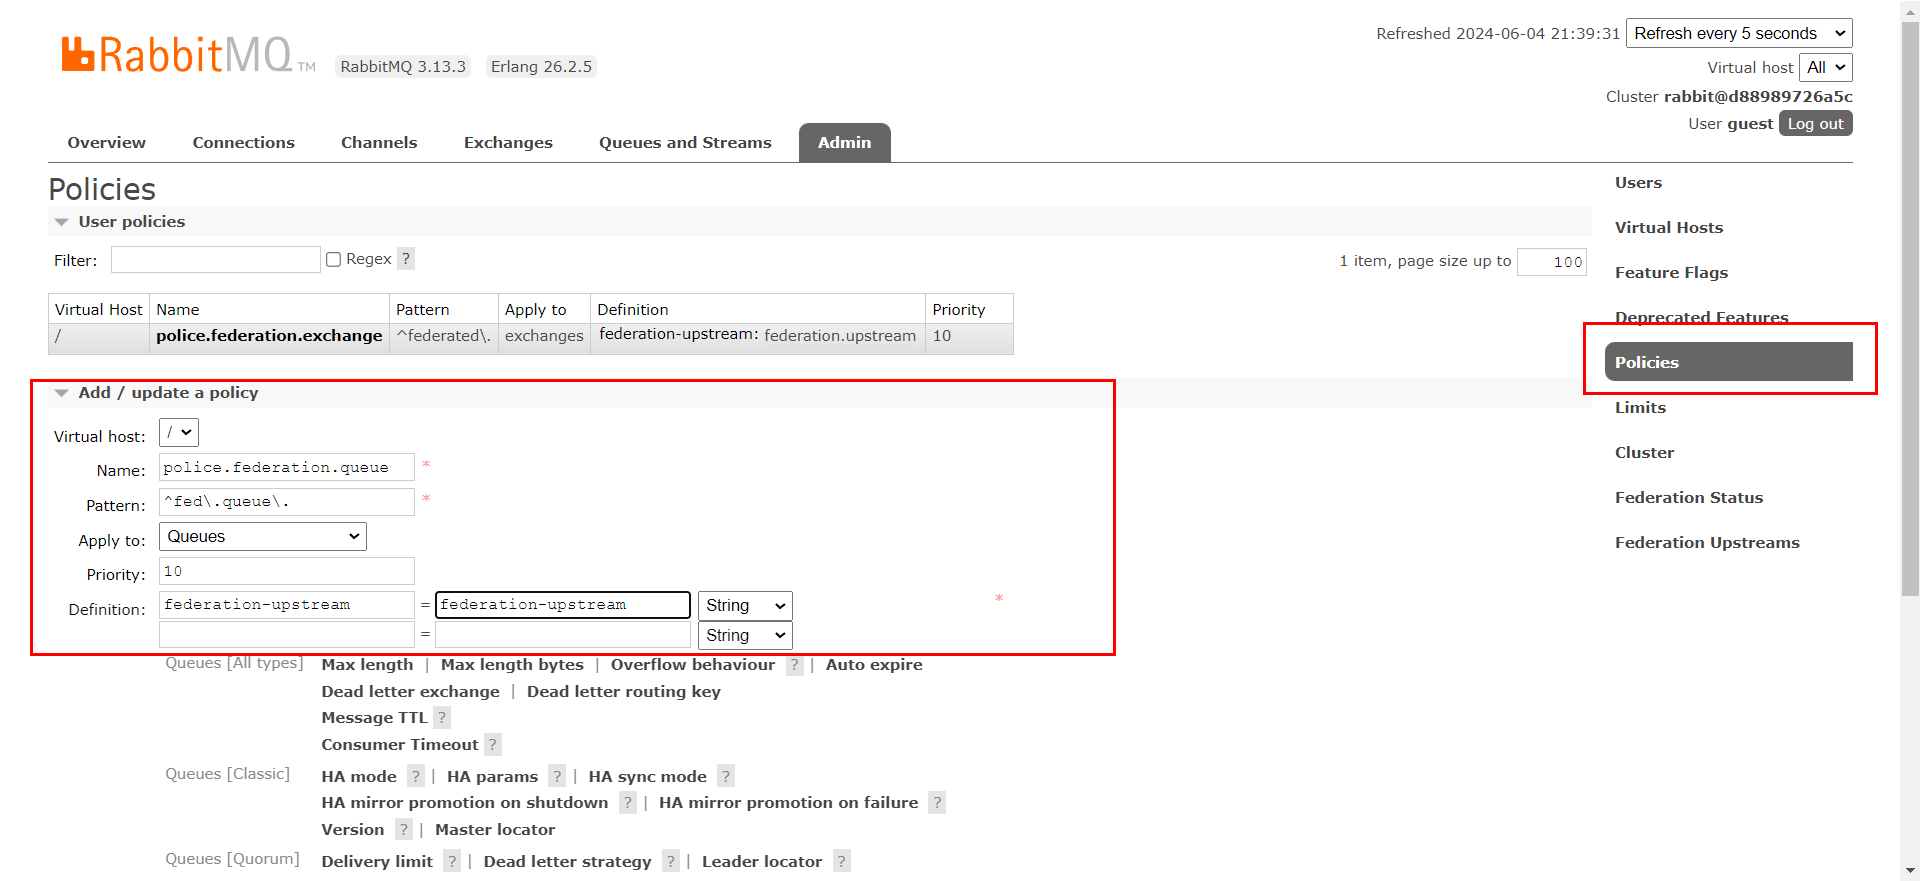 Refreshed 2024-06-04 21:39:31 Refresh every 5 seconds
RabbitMQ TM RabbitMQ 3.13.3 Erlang 26.2.5
Virtual host All
Cluster rabbit@d88989726a5c
User guest Log out
Overview Connections Channels Exchanges Queues and Streams Admin
Policies
User policies
Filter: Regex ? 1 item, page size up to 100
Virtual Host Name Pattern Apply to Definition Priority
/ police.federation.exchange ^federated\. exchanges federation-upstream: federation.upstream 10
Add / update a policy
Virtual host: /
Name: police.federation.queue *
Pattern: ^fed\.queue\. *
Apply to: Queues
Priority: 10
Definition: federation-upstream = federation-upstream String *
= String
Queues [All types] Max length | Max length bytes | Overflow behaviour ? | Auto expire
Dead letter exchange | Dead letter routing key
Message TTL ?
Consumer Timeout ?
Queues [Classic] HA mode ? | HA params ? | HA sync mode ?
HA mirror promotion on shutdown ? | HA mirror promotion on failure ?
Version ? | Master locator
Queues [Quorum] Delivery limit ? | Dead letter strategy ? | Leader locator ?
Users
Virtual Hosts
Feature Flags
Deprecated Features
Policies
Limits
Cluster
Federation Status
Federation Upstreams